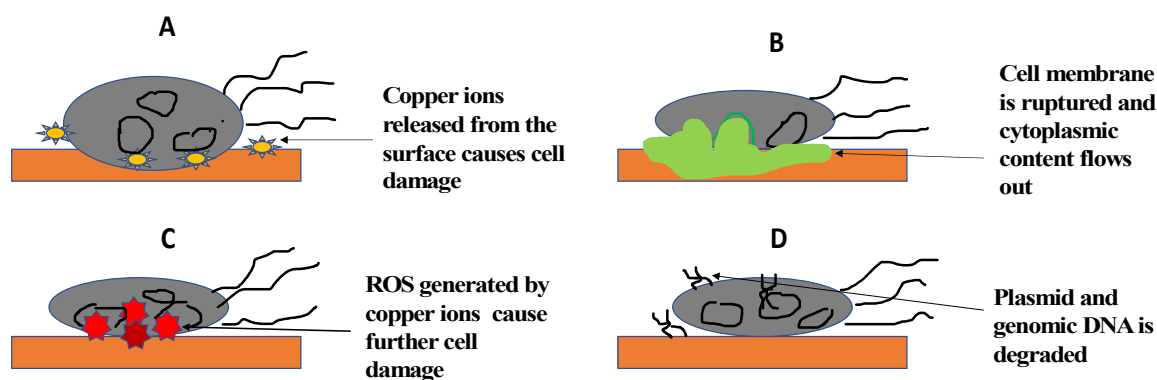 A
Copper ions
released from the
surface causes cell
damage
B
Cell membrane
is ruptured and
cytoplasmic
content flows
out
C
ROS generated by
copper ions cause
further cell
damage
D
Plasmid and
genomic DNA is
degraded